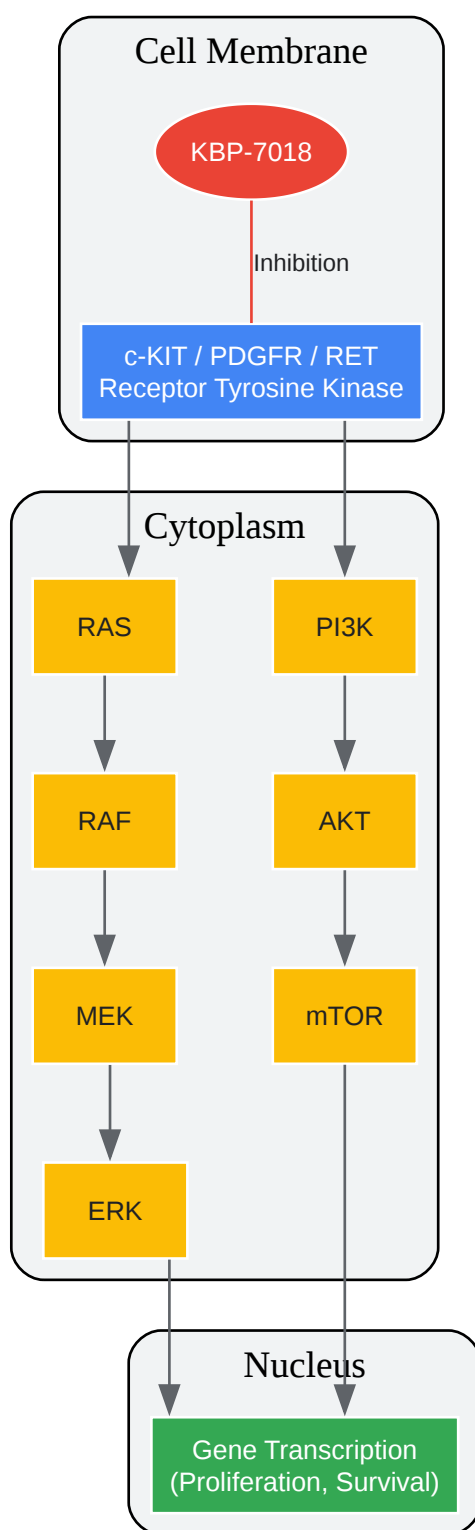 Cell Membrane
KBP-7018
Inhibition
c-KIT / PDGFR / RET
Receptor Tyrosine Kinase
Cytoplasm
RAS
PI3K
RAF
AKT
MEK
mTOR
ERK
Nucleus
Gene Transcription
(Proliferation, Survival)